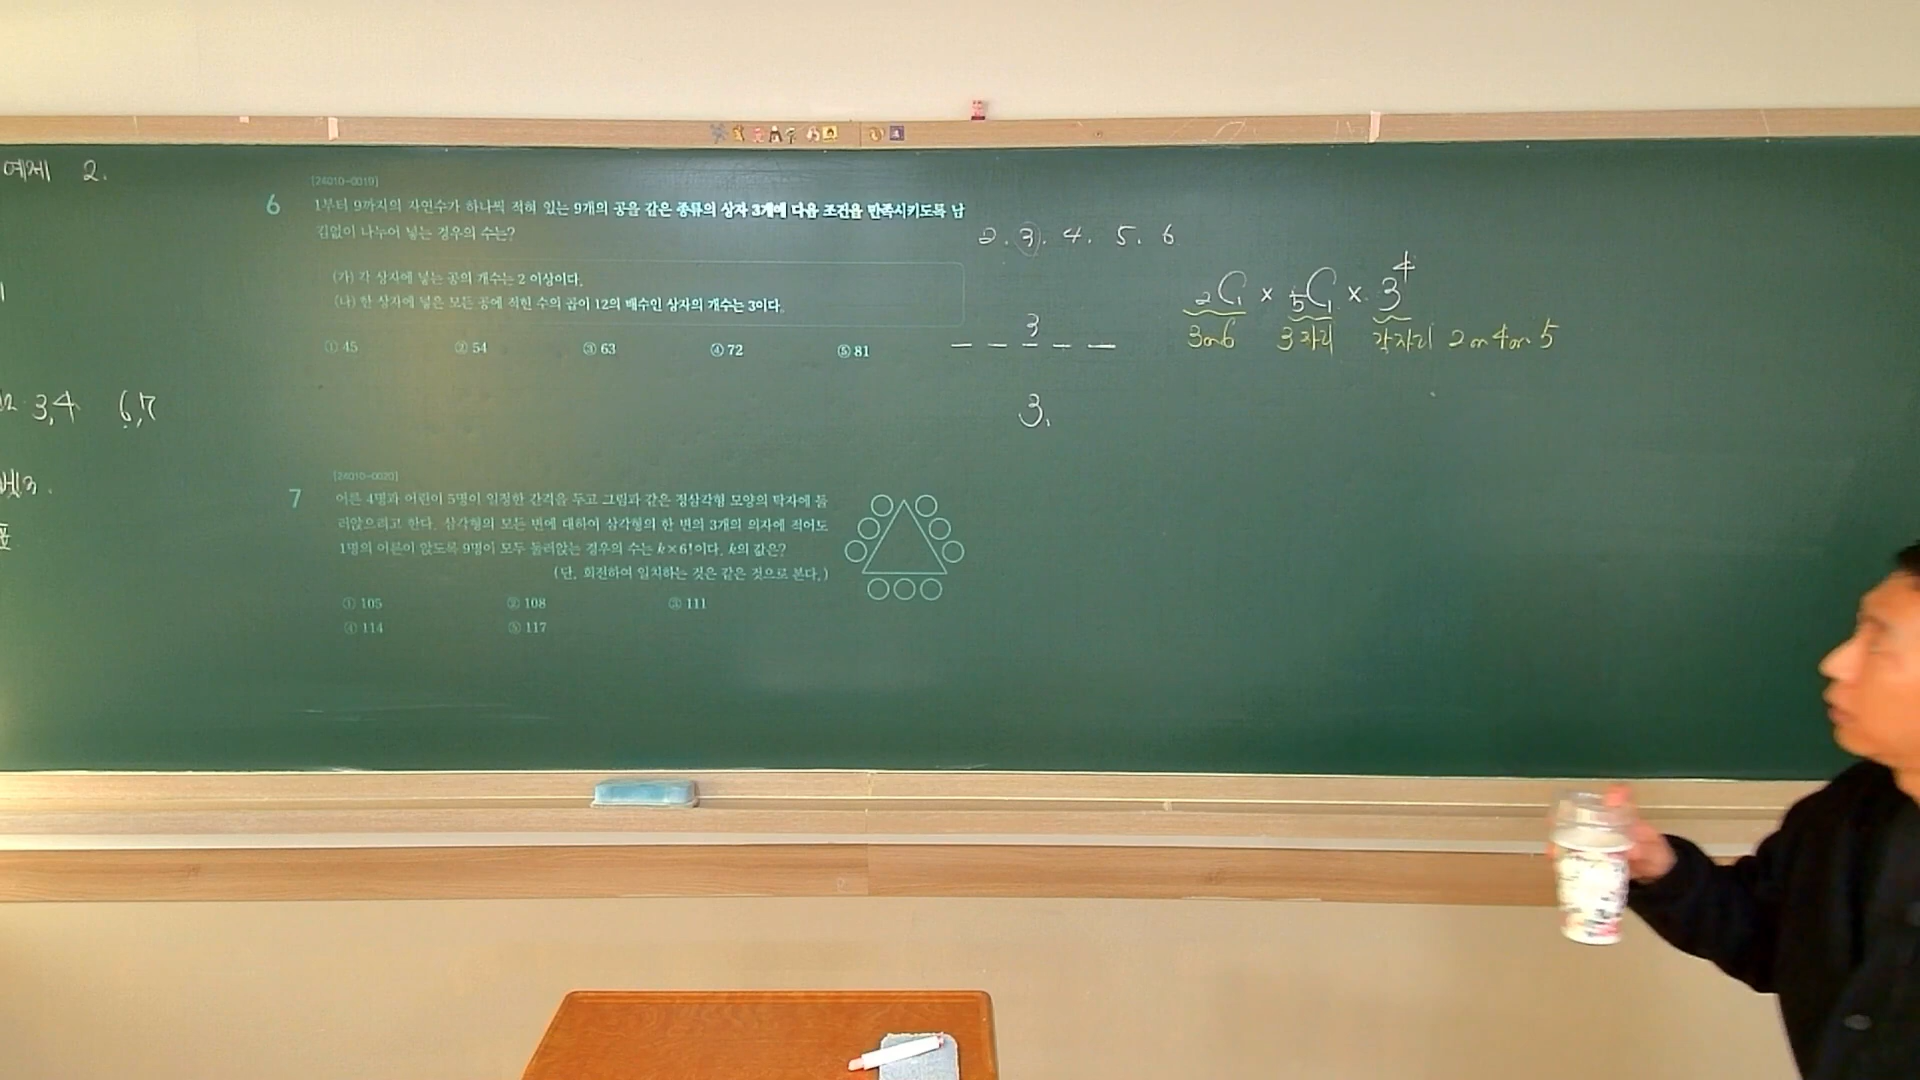 예제 2.
3,4 6,7
[24010-0019]
6 1부터 9까지의 자연수가 하나씩 적혀 있는 9개의 공을 같은 종류의 상자 3개에 다음 조건을 만족시키도록 남
김없이 나누어 넣는 경우의 수는?
(가) 각 상자에 넣는 공의 개수는 2 이상이다.
(나) 한 상자에 넣은 모든 공에 적힌 수의 곱이 12의 배수인 상자의 개수는 3이다.
① 45 ② 54 ③ 63 ④ 72 ⑤ 81
[24010-0020]
7 어른 4명과 어린이 5명이 일정한 간격을 두고 그림과 같은 정삼각형 모양의 탁자에 둘
러앉으려고 한다. 삼각형의 모든 변에 대하여 삼각형의 한 변의 3개의 의자에 적어도
1명의 어른이 앉도록 9명이 모두 둘러앉는 경우의 수는 k×6!이다. k의 값은?
(단, 회전하여 일치하는 것은 같은 것으로 본다.)
① 105 ② 108 ③ 111
④ 114 ⑤ 117
2. 3. 4. 5. 6
3
3.
₂C₁ × ₅C₁ × 3⁴
3or6 3자리 각자리 2 or 4 or 5